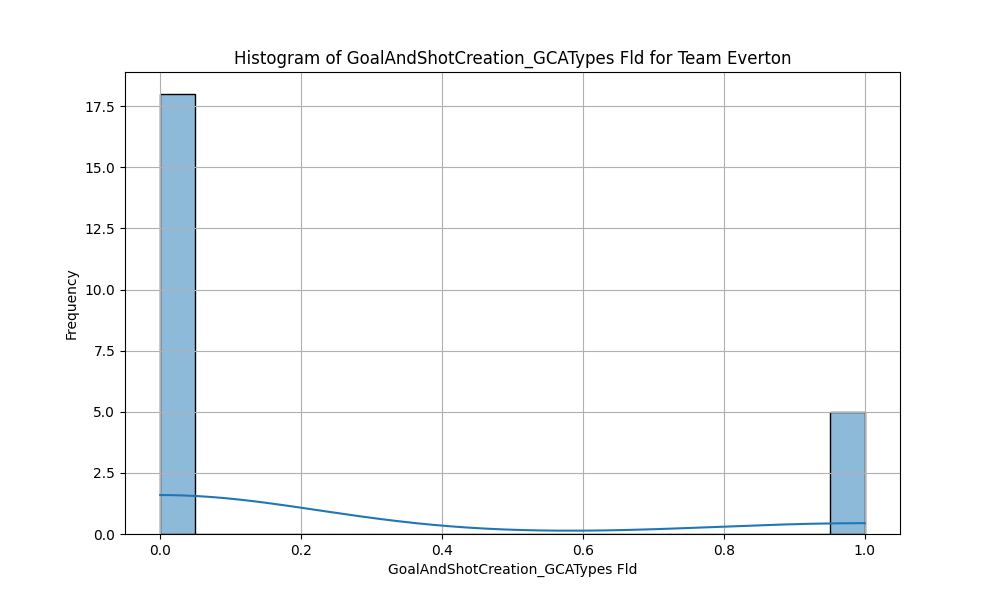 Histogram of GoalAndShotCreation_GCATypes Fld for Team Everton
17.5
15.0
12.5
10.0
7.5
5.0
2.5
0.0
Frequency
0.0 0.2 0.4 0.6 0.8 1.0
GoalAndShotCreation_GCATypes Fld